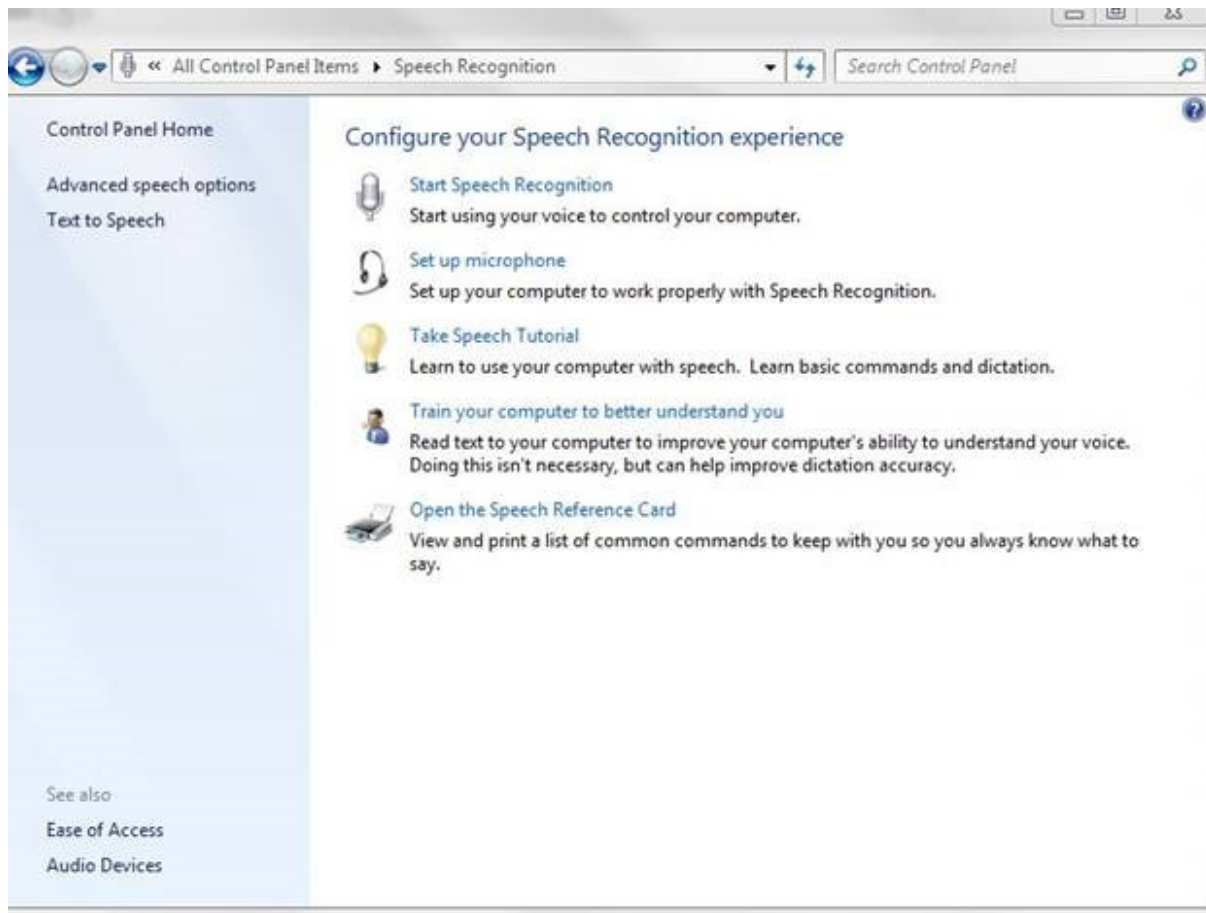 « All Control Panel Items ▸ Speech Recognition
Search Control Panel
Control Panel Home
Advanced speech options
Text to Speech
Configure your Speech Recognition experience
Start Speech Recognition
Start using your voice to control your computer.
Set up microphone
Set up your computer to work properly with Speech Recognition.
Take Speech Tutorial
Learn to use your computer with speech. Learn basic commands and dictation.
Train your computer to better understand you
Read text to your computer to improve your computer's ability to understand your voice.
Doing this isn't necessary, but can help improve dictation accuracy.
Open the Speech Reference Card
View and print a list of common commands to keep with you so you always know what to
say.
See also
Ease of Access
Audio Devices